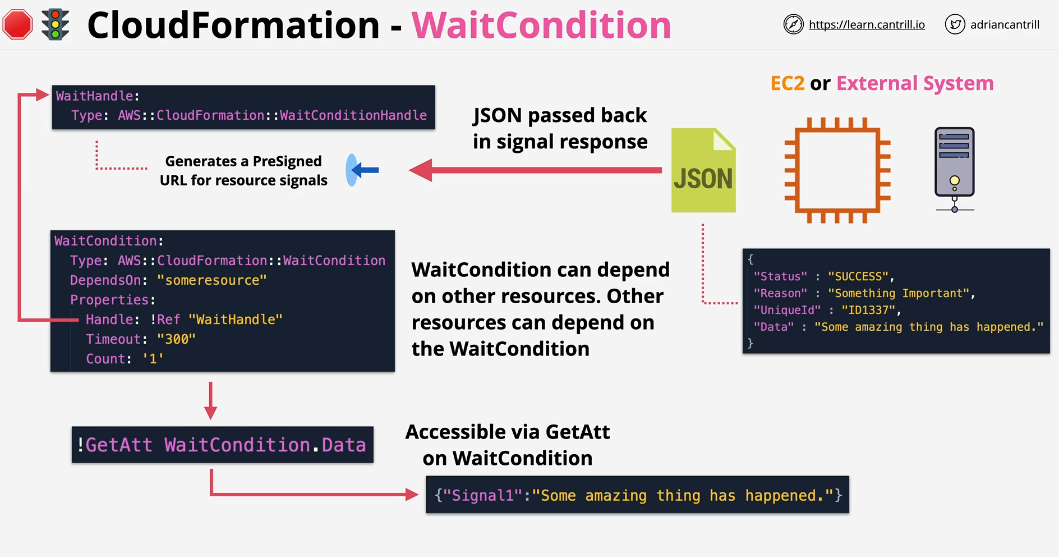 CloudFormation - WaitCondition
https://learn.cantrill.io
adriancantrill
WaitHandle:
Type: AWS::CloudFormation::WaitConditionHandle
Generates a PreSigned
URL for resource signals
JSON passed back
in signal response
EC2 or External System
JSON
WaitCondition:
Type: AWS::CloudFormation::WaitCondition
DependsOn: "someresource"
Properties:
Handle: !Ref "WaitHandle"
Timeout: "300"
Count: '1'
WaitCondition can depend
on other resources. Other
resources can depend on
the WaitCondition
{
"Status" : "SUCCESS",
"Reason" : "Something Important",
"UniqueId" : "ID1337",
"Data" : "Some amazing thing has happened."
}
!GetAtt WaitCondition.Data
Accessible via GetAtt
on WaitCondition
{"Signal1":"Some amazing thing has happened."}